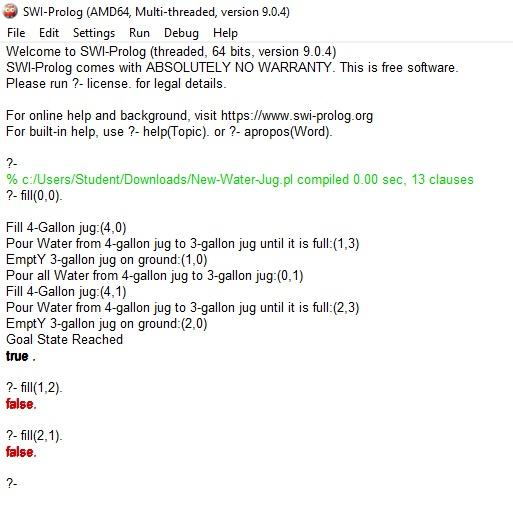 SWI-Prolog (AMD64, Multi-threaded, version 9.0.4)
File Edit Settings Run Debug Help
Welcome to SWI-Prolog (threaded, 64 bits, version 9.0.4)
SWI-Prolog comes with ABSOLUTELY NO WARRANTY. This is free software.
Please run ?- license. for legal details.
For online help and background, visit https://www.swi-prolog.org
For built-in help, use ?- help(Topic). or ?- apropos(Word).
?-
% c:/Users/Student/Downloads/New-Water-Jug.pl compiled 0.00 sec, 13 clauses
?- fill(0,0).
Fill 4-Gallon jug:(4,0)
Pour Water from 4-gallon jug to 3-gallon jug until it is full:(1,3)
EmptY 3-gallon jug on ground:(1,0)
Pour all Water from 4-gallon jug to 3-gallon jug:(0,1)
Fill 4-Gallon jug:(4,1)
Pour Water from 4-gallon jug to 3-gallon jug until it is full:(2,3)
EmptY 3-gallon jug on ground:(2,0)
Goal State Reached
true .
?- fill(1,2).
false.
?- fill(2,1).
false.
?-